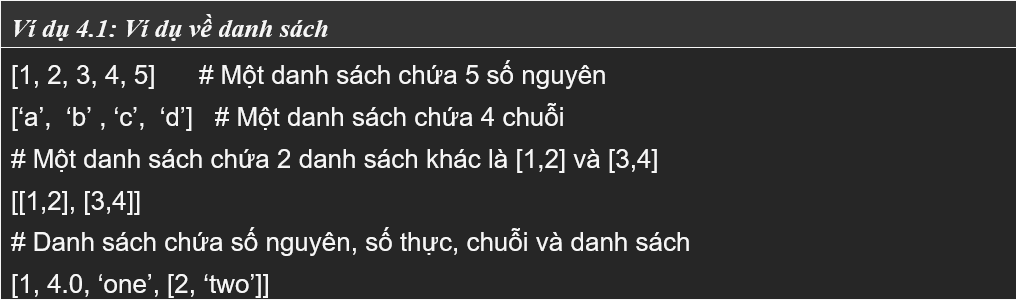 Ví dụ 4.1: Ví dụ về danh sách
[1, 2, 3, 4, 5] # Một danh sách chứa 5 số nguyên
[‘a’, ‘b’ , ‘c’, ‘d’] # Một danh sách chứa 4 chuỗi
# Một danh sách chứa 2 danh sách khác là [1,2] và [3,4]
[[1,2], [3,4]]
# Danh sách chứa số nguyên, số thực, chuỗi và danh sách
[1, 4.0, ‘one’, [2, ‘two’]]